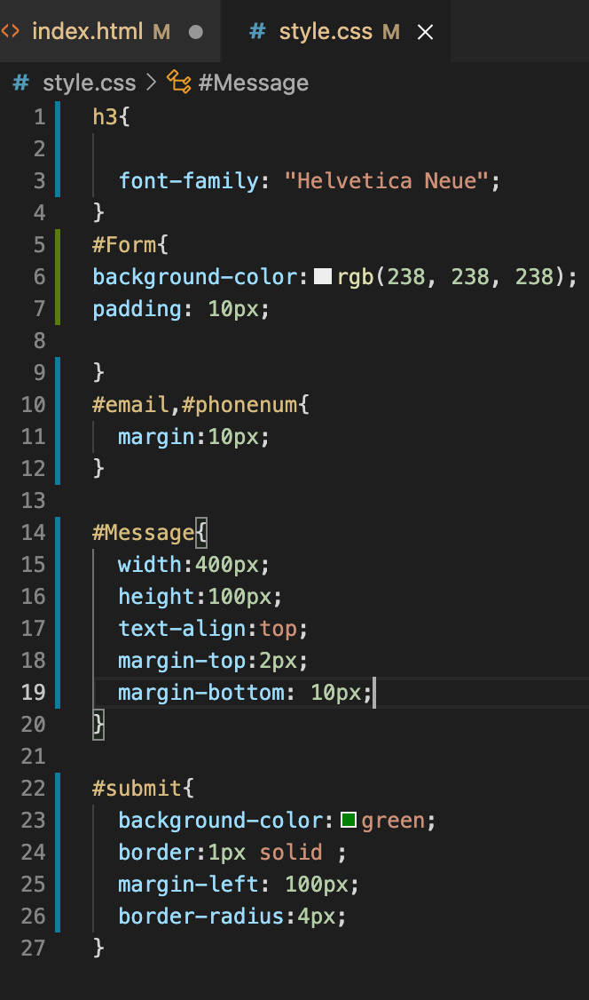 index.html M
# style.css M
# style.css > #Message
1 h3{
2
3 font-family: "Helvetica Neue";
4 }
5 #Form{
6 background-color: rgb(238, 238, 238);
7 padding: 10px;
8
9 }
10 #email,#phonenum{
11 margin:10px;
12 }
13
14 #Message{
15 width:400px;
16 height:100px;
17 text-align:top;
18 margin-top:2px;
19 margin-bottom: 10px;
20 }
21
22 #submit{
23 background-color: green;
24 border:1px solid ;
25 margin-left: 100px;
26 border-radius:4px;
27 }